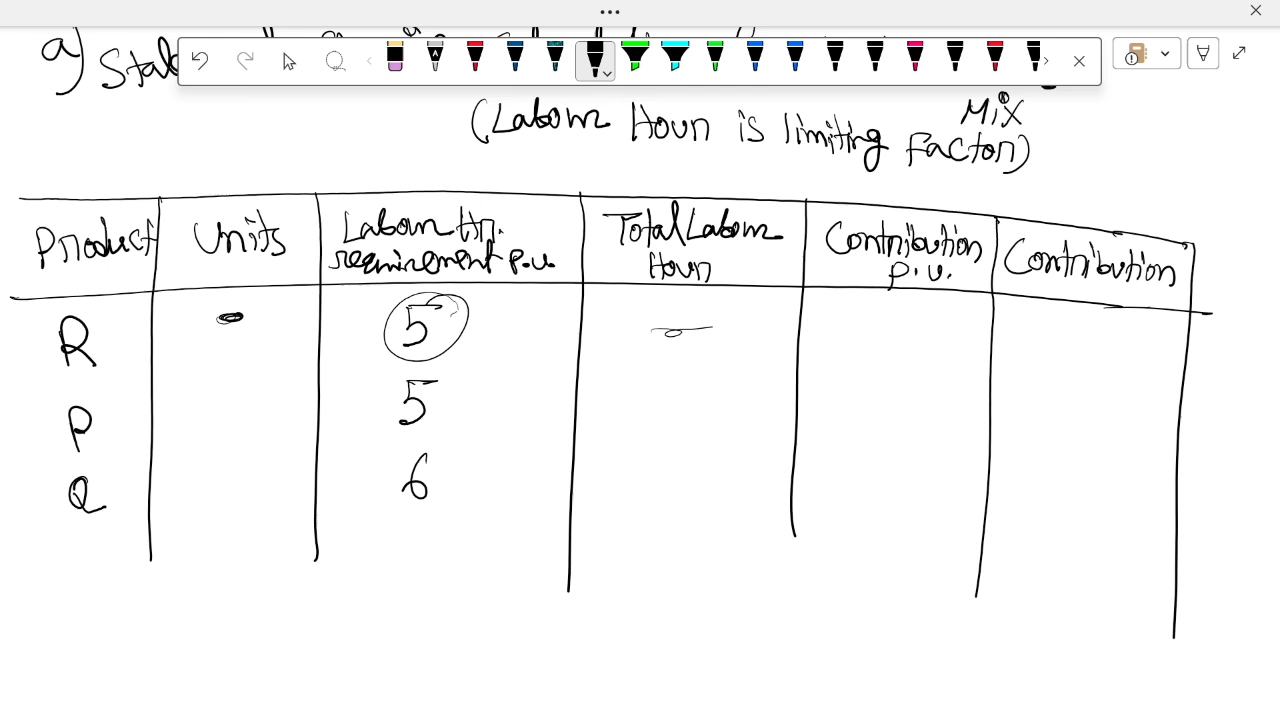 a)
(Labour Hour is limiting Factor)
Mix
Product Units Labour Hr. requirement p.u. Total Labour Hour Contribution p.u. Contribution
R - 5
P 5
Q 6